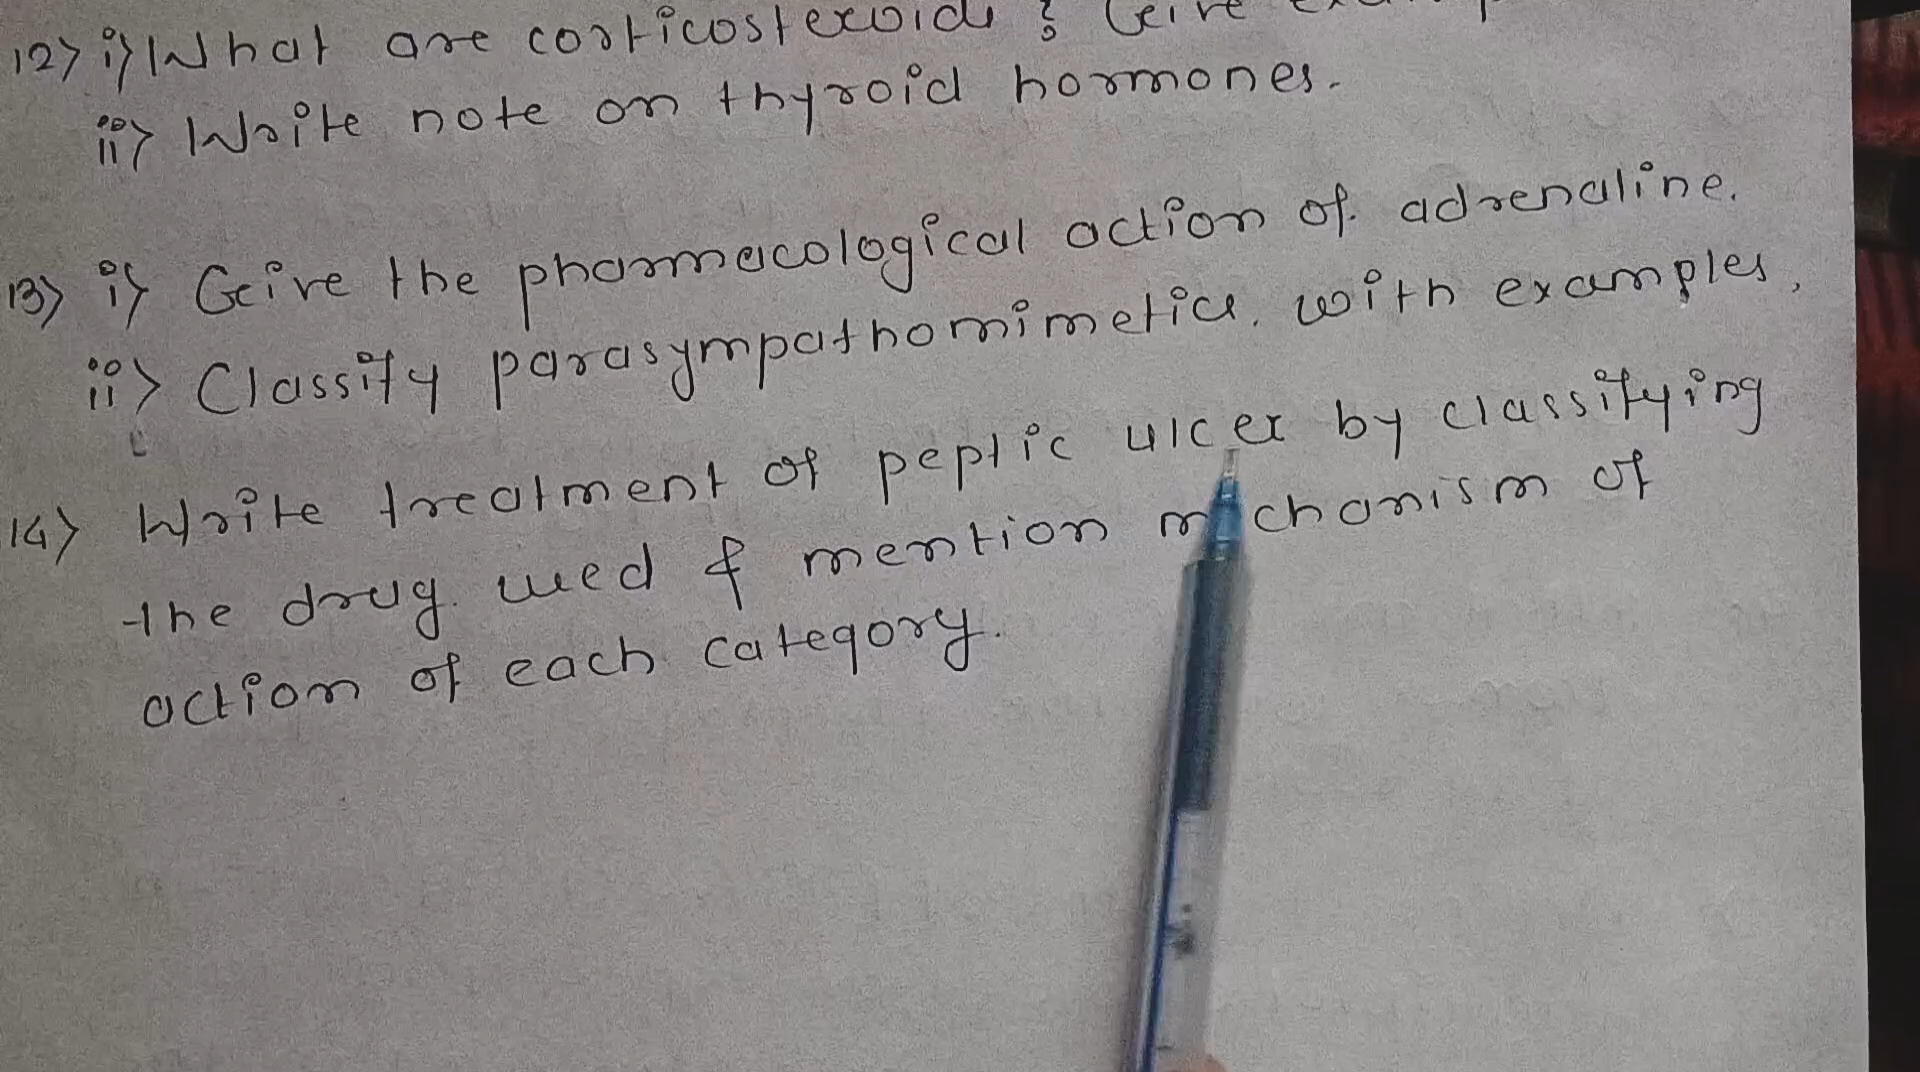 12> i> What are corticosteroids ? Give
ii> Write note on thyroid hormones.
13> i> Give the pharmacological action of adrenaline.
ii> Classify parasympathomimetics. with examples.
14> Write treatment of peptic ulcer by classifying
the drug. used & mention mechanism of
action of each category.